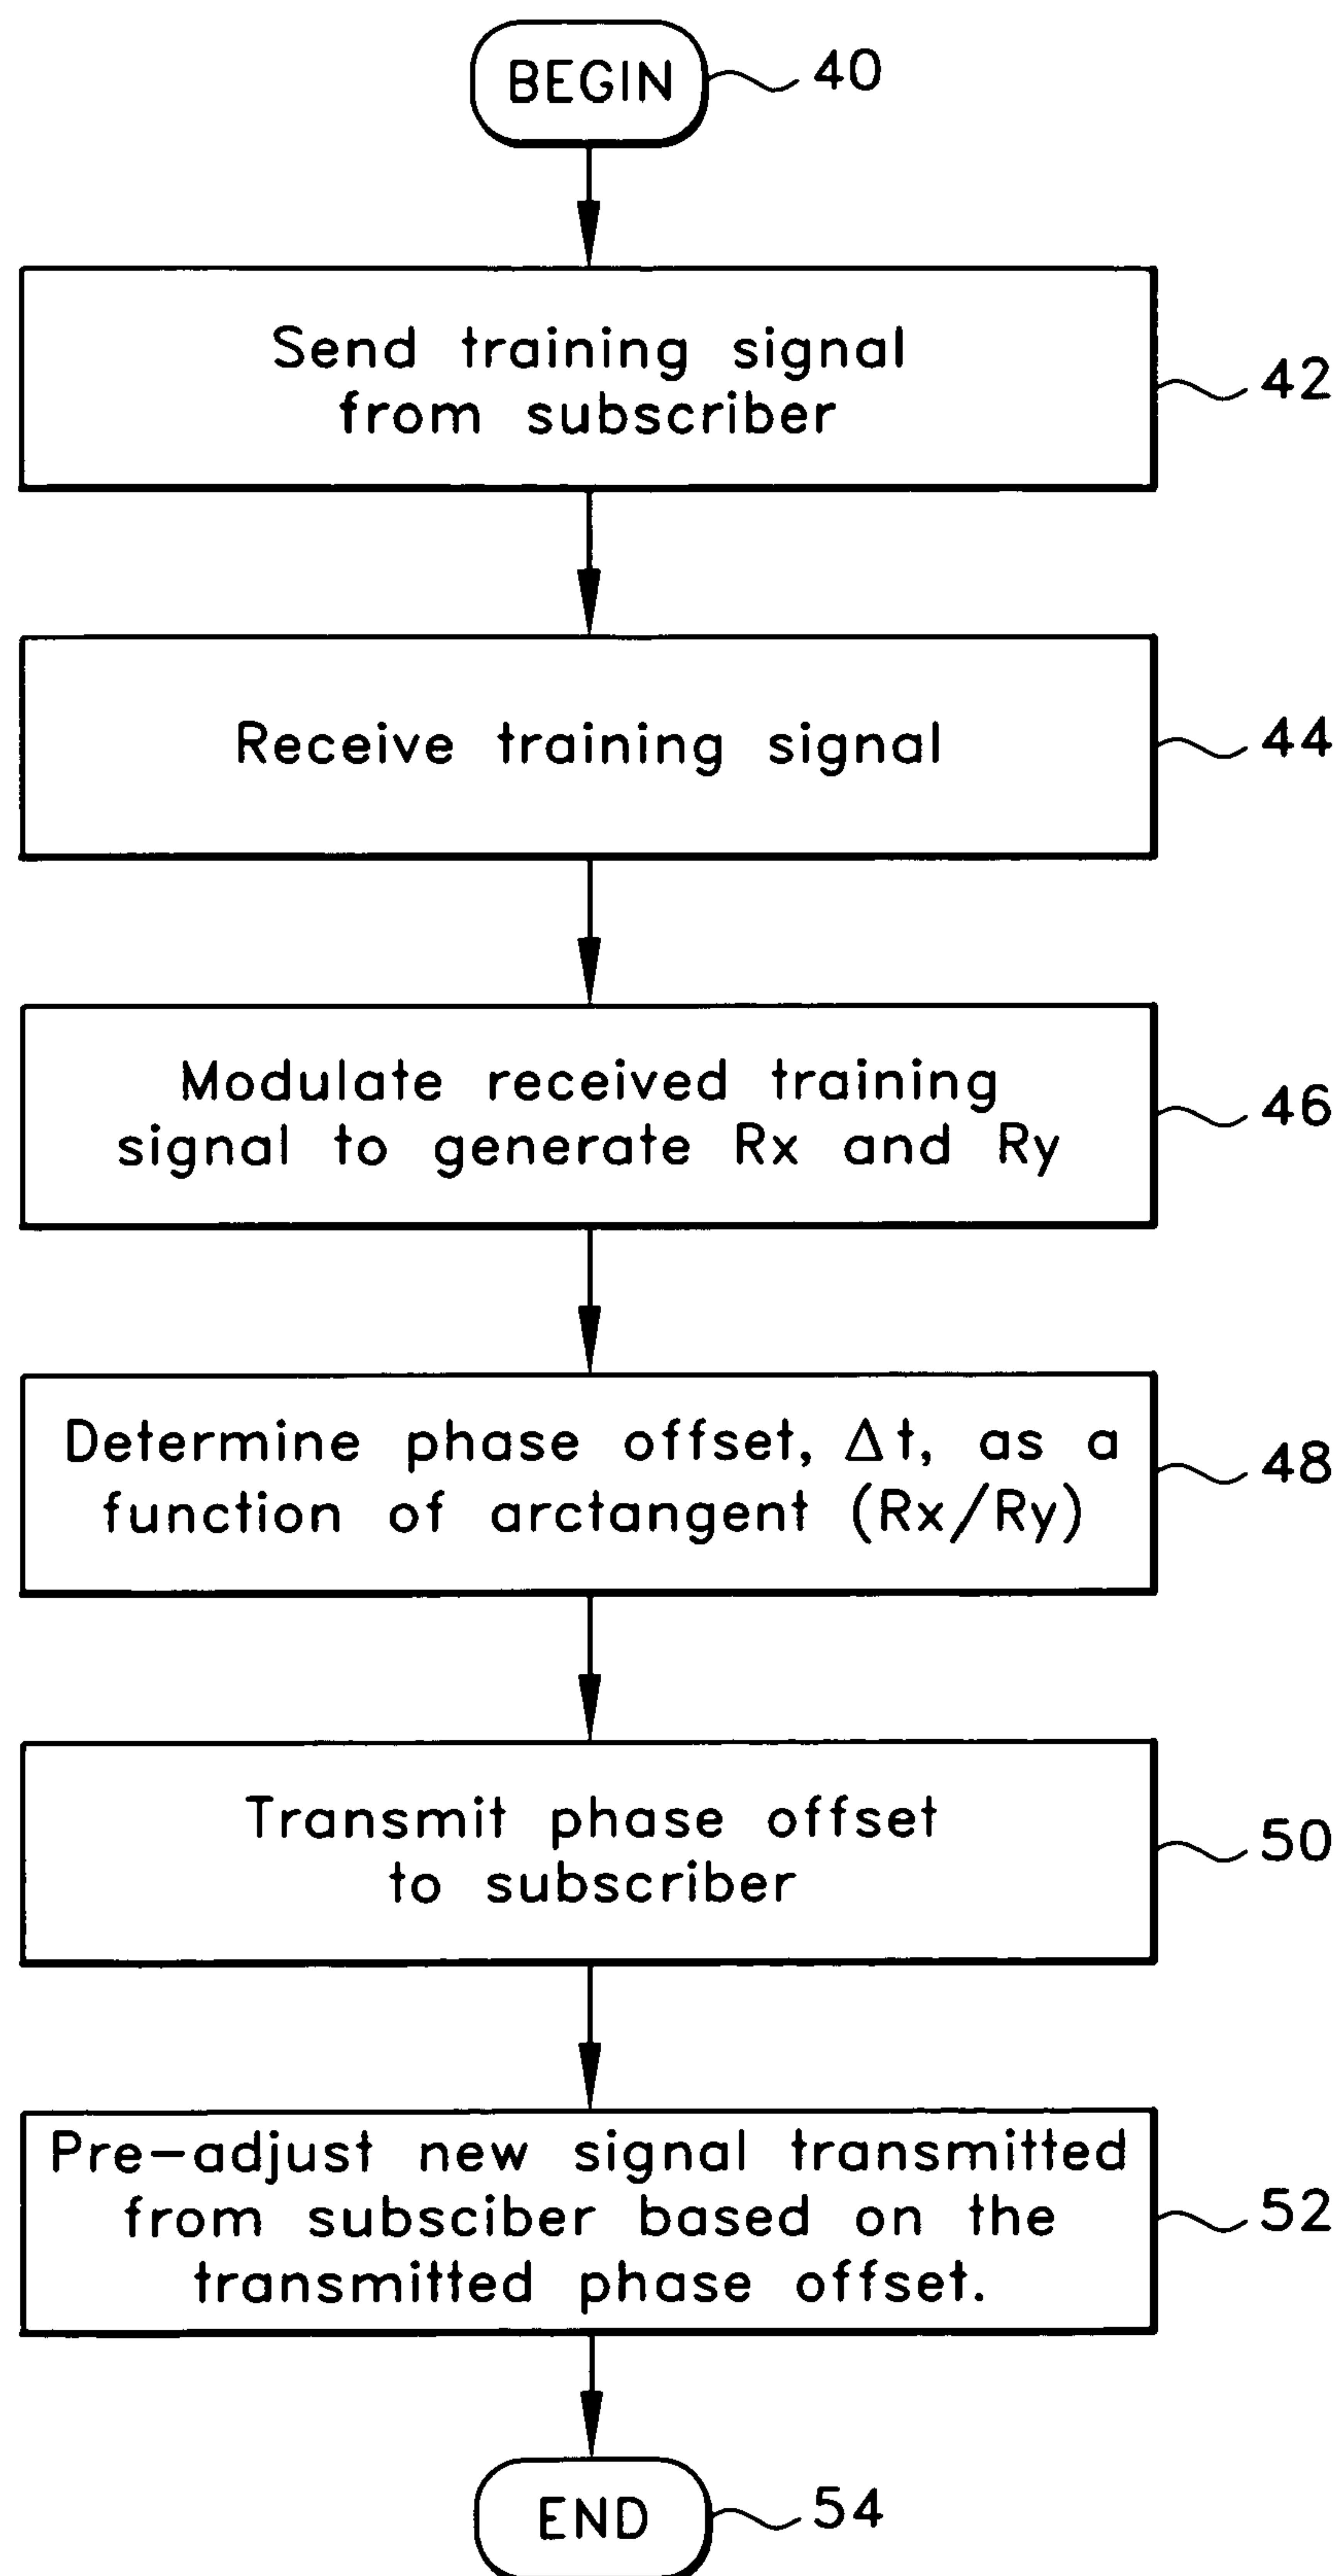 BEGIN
40
Send training signal
from subscriber
42
Receive training signal
44
Modulate received training
signal to generate Rx and Ry
46
Determine phase offset, Δt, as a
function of arctangent (Rx/Ry)
48
Transmit phase offset
to subscriber
50
Pre-adjust new signal transmitted
from subsciber based on the
transmitted phase offset.
52
END
54